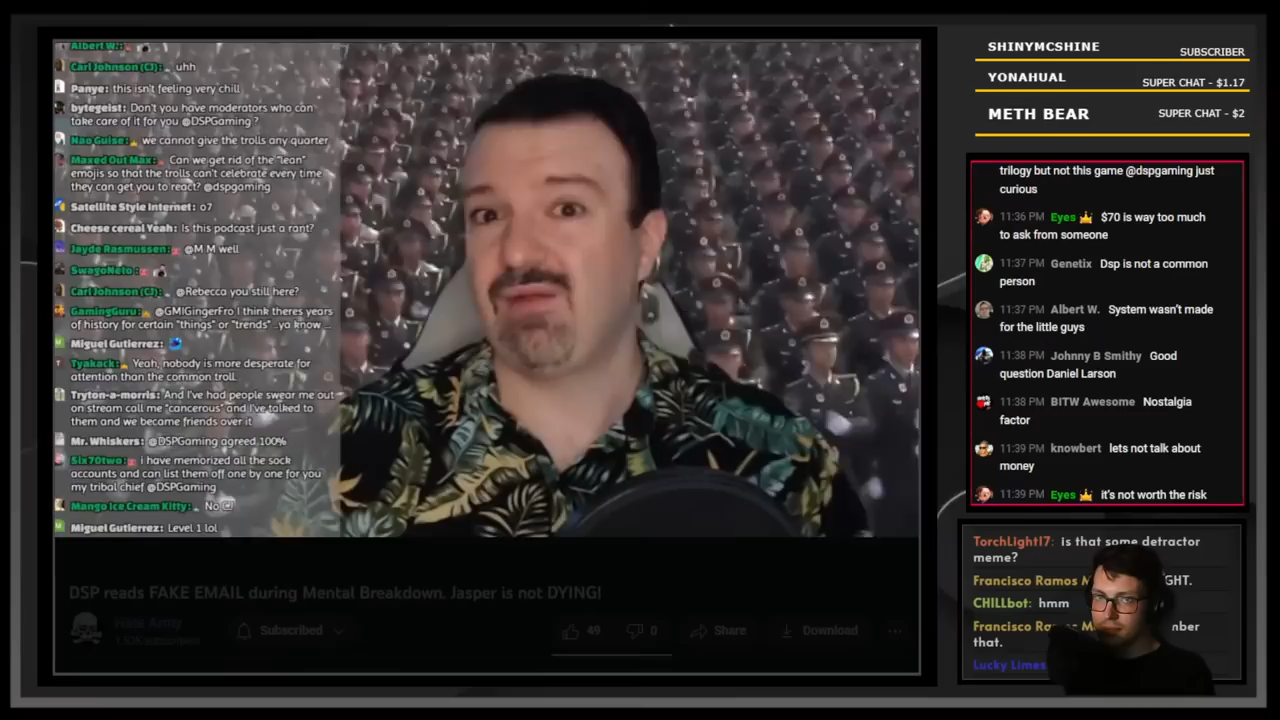 Albert W.:
Carl Johnson (CJ): uhh
Panye: this isn't feeling very chill
bytegeist: Don't you have moderators who can
take care of it for you @DSPGaming ?
Nao Guise: we cannot give the trolls any quarter
Maxed Out Max: Can we get rid of the "lean"
emojis so that the trolls can't celebrate every time
they can get you to react? @dspgaming
Satellite Style Internet: o7
Cheese cereal Yeah: Is this podcast just a rant?
Jayde Rasmussen: @M M well
SwagoNelo:
Carl Johnson (CJ): @Rebecca you still here?
GamingGuru: @GMIGingerFro I think theres years
of history for certain "things" or "trends" ..ya know ...
Miguel Gutierrez:
Tyakack: Yeah, nobody is more desperate for
attention than the common troll.
Tryton-a-morris: And I've had people swear me out
on stream call me "cancerous" and I've talked to
them and we became friends over it
Mr. Whiskers: @DSPGaming agreed 100%
Six70two: i have memorized all the sock
accounts and can list them off one by one for you
my tribal chief @DSPGaming
Mango Ice Cream Kitty: No
Miguel Gutierrez: Level 1 lol
DSP reads FAKE EMAIL during Mental Breakdown. Jasper is not DYING!
Subscribed
49
0
Share
Download
SHINYMCSHINE SUBSCRIBER
YONAHUAL SUPER CHAT - $1.17
METH BEAR SUPER CHAT - $2
trilogy but not this game @dspgaming just
curious
11:36 PM Eyes $70 is way too much
to ask from someone
11:37 PM Genetix Dsp is not a common
person
11:37 PM Albert W. System wasn't made
for the little guys
11:38 PM Johnny B Smithy Good
question Daniel Larson
11:38 PM BITW Awesome Nostalgia
factor
11:39 PM knowbert lets not talk about
money
11:39 PM Eyes it's not worth the risk
TorchLight17: is that some detractor
meme?
Francisco Ramos M GHT.
CHILLbot: hmm
Francisco mber
that.
Lucky Limes